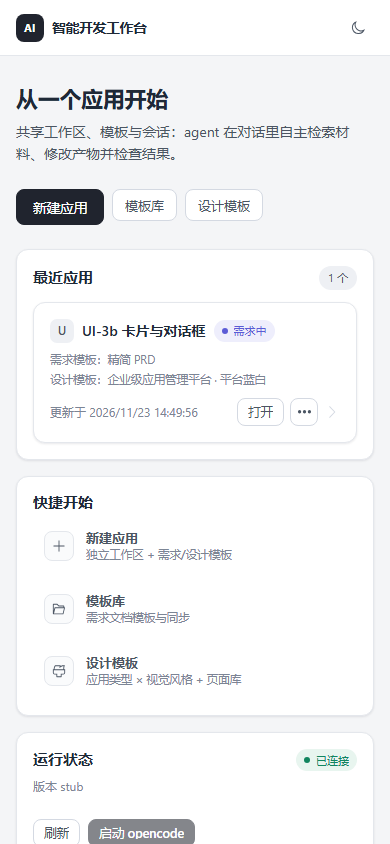 AI 智能开发工作台
从一个应用开始
共享工作区、模板与会话：agent 在对话里自主检索材
料、修改产物并检查结果。
新建应用 模板库 设计模板
最近应用 1 个
U UI-3b 卡片与对话框 需求中
需求模板：精简 PRD
设计模板：企业级应用管理平台 · 平台蓝白
更新于 2026/11/23 14:49:56 打开
快捷开始
新建应用
独立工作区 + 需求/设计模板
模板库
需求文档模板与同步
设计模板
应用类型 × 视觉风格 + 页面库
运行状态 已连接
版本 stub
刷新 启动 opencode